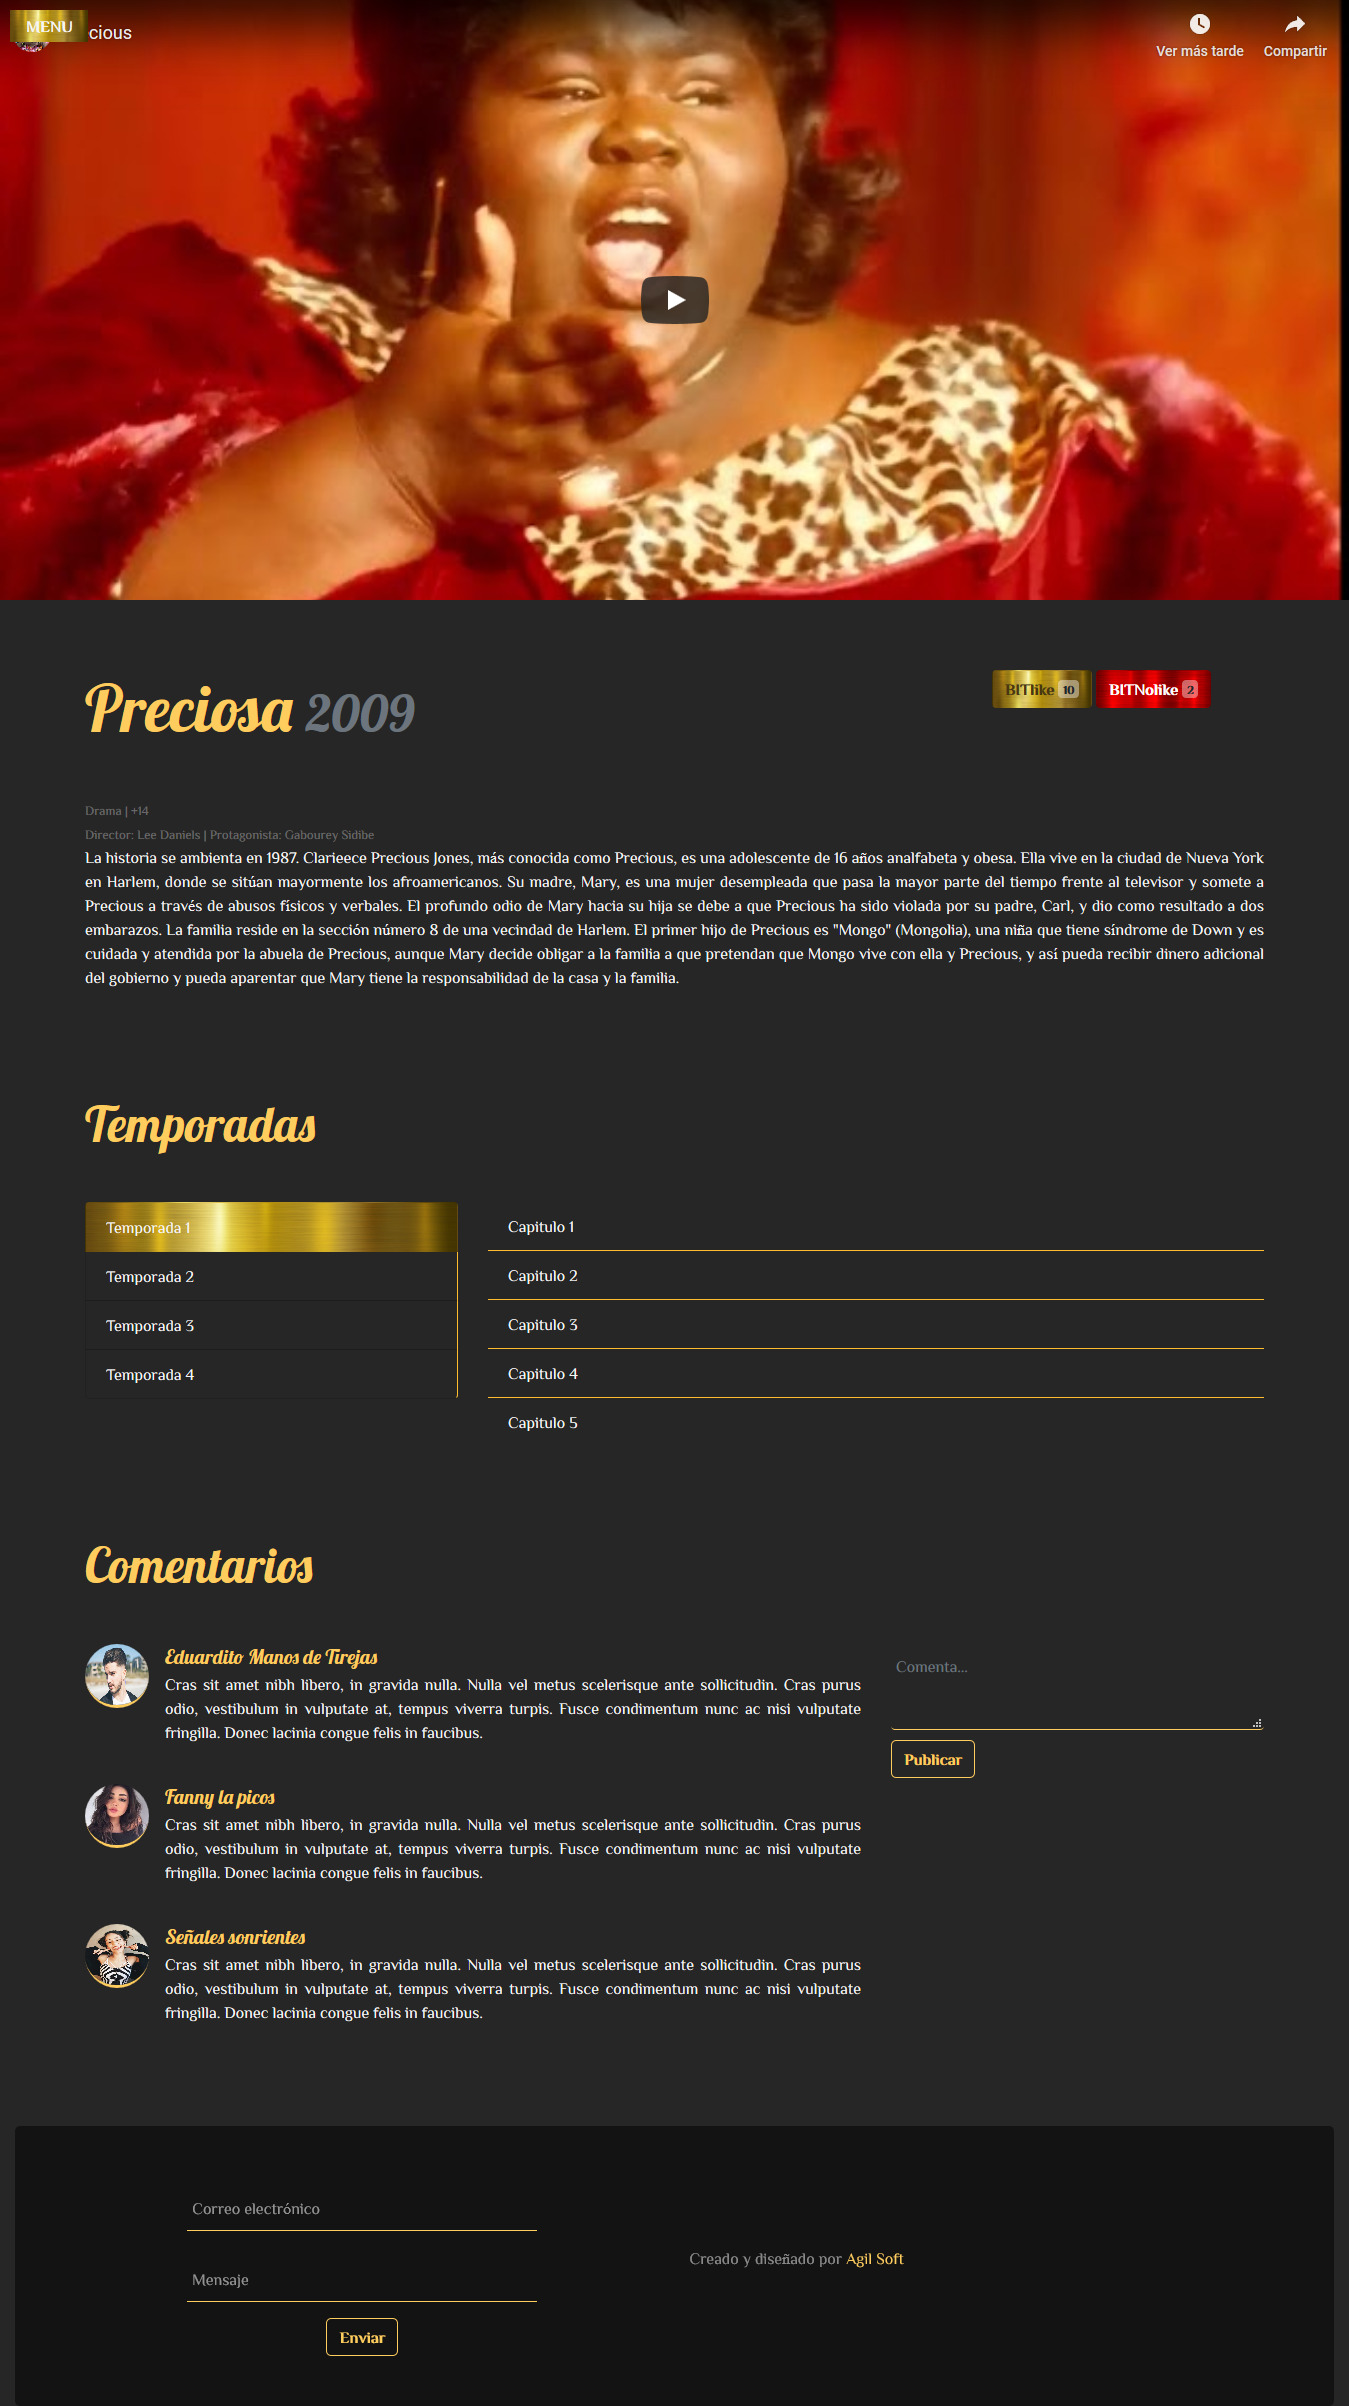 MENU
cious
Ver más tarde
Compartir
Preciosa 2009
BITlike 10
BITNolike 2
Drama | +14
Director: Lee Daniels | Protagonista: Gabourey Sidibe
La historia se ambienta en 1987. Clarieece Precious Jones, más conocida como Precious, es una adolescente de 16 años analfabeta y obesa. Ella vive en la ciudad de Nueva York
en Harlem, donde se sitúan mayormente los afroamericanos. Su madre, Mary, es una mujer desempleada que pasa la mayor parte del tiempo frente al televisor y somete a
Precious a través de abusos físicos y verbales. El profundo odio de Mary hacia su hija se debe a que Precious ha sido violada por su padre, Carl, y dio como resultado a dos
embarazos. La familia reside en la sección número 8 de una vecindad de Harlem. El primer hijo de Precious es "Mongo" (Mongolia), una niña que tiene síndrome de Down y es
cuidada y atendida por la abuela de Precious, aunque Mary decide obligar a la familia a que pretendan que Mongo vive con ella y Precious, y así pueda recibir dinero adicional
del gobierno y pueda aparentar que Mary tiene la responsabilidad de la casa y la familia.
Temporadas
Temporada 1
Temporada 2
Temporada 3
Temporada 4
Capitulo 1
Capitulo 2
Capitulo 3
Capitulo 4
Capitulo 5
Comentarios
Eduardito Manos de Tirejas
Cras sit amet nibh libero, in gravida nulla. Nulla vel metus scelerisque ante sollicitudin. Cras purus
odio, vestibulum in vulputate at, tempus viverra turpis. Fusce condimentum nunc ac nisi vulputate
fringilla. Donec lacinia congue felis in faucibus.
Fanny la picos
Cras sit amet nibh libero, in gravida nulla. Nulla vel metus scelerisque ante sollicitudin. Cras purus
odio, vestibulum in vulputate at, tempus viverra turpis. Fusce condimentum nunc ac nisi vulputate
fringilla. Donec lacinia congue felis in faucibus.
Señales sonrientes
Cras sit amet nibh libero, in gravida nulla. Nulla vel metus scelerisque ante sollicitudin. Cras purus
odio, vestibulum in vulputate at, tempus viverra turpis. Fusce condimentum nunc ac nisi vulputate
fringilla. Donec lacinia congue felis in faucibus.
Comenta...
Publicar
Correo electrónico
Mensaje
Enviar
Creado y diseñado por Agil Soft